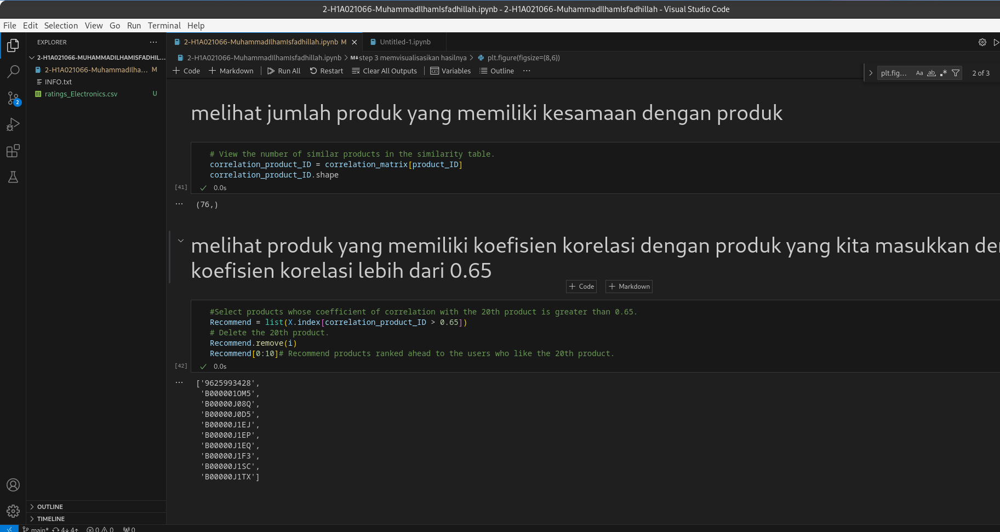 2-H1A021066-MuhammadIlhamIsfadhillah.ipynb - 2-H1A021066-MuhammadIlhamIsfadhillah - Visual Studio Code
File Edit Selection View Go Run Terminal Help
EXPLORER
2-H1A021066-MUHAMMADILHAMISFADHIL...
2-H1A021066-MuhammadIlha... M
INFO.txt
ratings_Electronics.csv U
2
OUTLINE
TIMELINE
2-H1A021066-MuhammadIlhamIsfadhillah.ipynb M
Untitled-1.ipynb
2-H1A021066-MuhammadIlhamIsfadhillah.ipynb > M↓step 3 memvisualisasikan hasilnya > plt.figure(figsize=(8,6))
+ Code + Markdown Run All Restart Clear All Outputs Variables Outline ...
plt.fig... Aa ab .* 2 of 3
melihat jumlah produk yang memiliki kesamaan dengan produk
# View the number of similar products in the similarity table.
correlation_product_ID = correlation_matrix[product_ID]
correlation_product_ID.shape
[41] ✓ 0.0s
... (76,)
melihat produk yang memiliki koefisien korelasi dengan produk yang kita masukkan de
koefisien korelasi lebih dari 0.65
+ Code + Markdown
#Select products whose coefficient of correlation with the 20th product is greater than 0.65.
Recommend = list(X.index[correlation_product_ID > 0.65])
# Delete the 20th product.
Recommend.remove(i)
Recommend[0:10]# Recommend products ranked ahead to the users who like the 20th product.
[42] ✓ 0.0s
... ['9625993428',
'B000001OM5',
'B00000J08Q',
'B00000J0D5',
'B00000J1EJ',
'B00000J1EP',
'B00000J1EQ',
'B00000J1F3',
'B00000J1SC',
'B00000J1TX']
main* 4↓ 4↑ 0 0 0